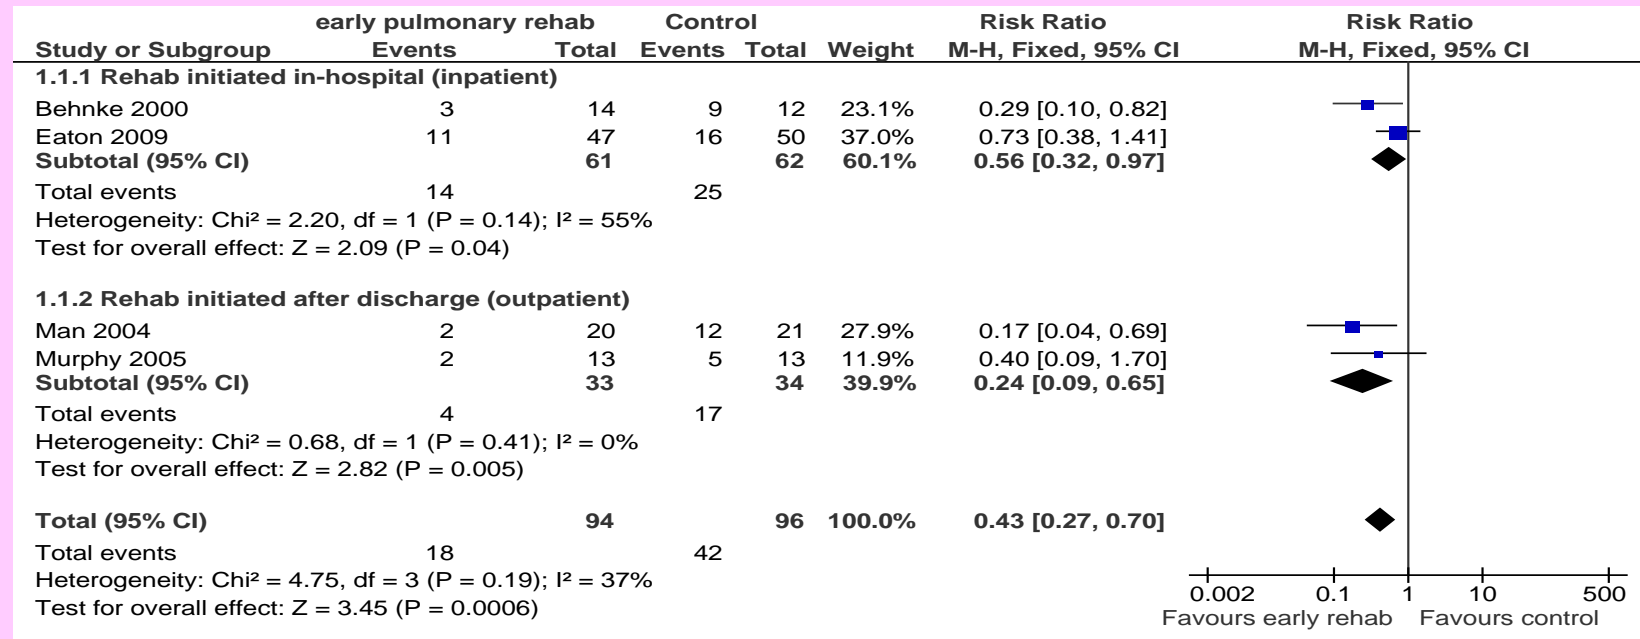 early pulmonary rehab Control Risk Ratio Risk Ratio
Study or Subgroup Events Total Events Total Weight M-H, Fixed, 95% CI M-H, Fixed, 95% CI
1.1.1 Rehab initiated in-hospital (inpatient)
Behnke 2000 3 14 9 12 23.1% 0.29 [0.10, 0.82]
Eaton 2009 11 47 16 50 37.0% 0.73 [0.38, 1.41]
Subtotal (95% CI) 61 62 60.1% 0.56 [0.32, 0.97]
Total events 14 25
Heterogeneity: Chi² = 2.20, df = 1 (P = 0.14); I² = 55%
Test for overall effect: Z = 2.09 (P = 0.04)
1.1.2 Rehab initiated after discharge (outpatient)
Man 2004 2 20 12 21 27.9% 0.17 [0.04, 0.69]
Murphy 2005 2 13 5 13 11.9% 0.40 [0.09, 1.70]
Subtotal (95% CI) 33 34 39.9% 0.24 [0.09, 0.65]
Total events 4 17
Heterogeneity: Chi² = 0.68, df = 1 (P = 0.41); I² = 0%
Test for overall effect: Z = 2.82 (P = 0.005)
Total (95% CI) 94 96 100.0% 0.43 [0.27, 0.70]
Total events 18 42
Heterogeneity: Chi² = 4.75, df = 3 (P = 0.19); I² = 37%
Test for overall effect: Z = 3.45 (P = 0.0006)
0.002 0.1 1 10 500
Favours early rehab Favours control